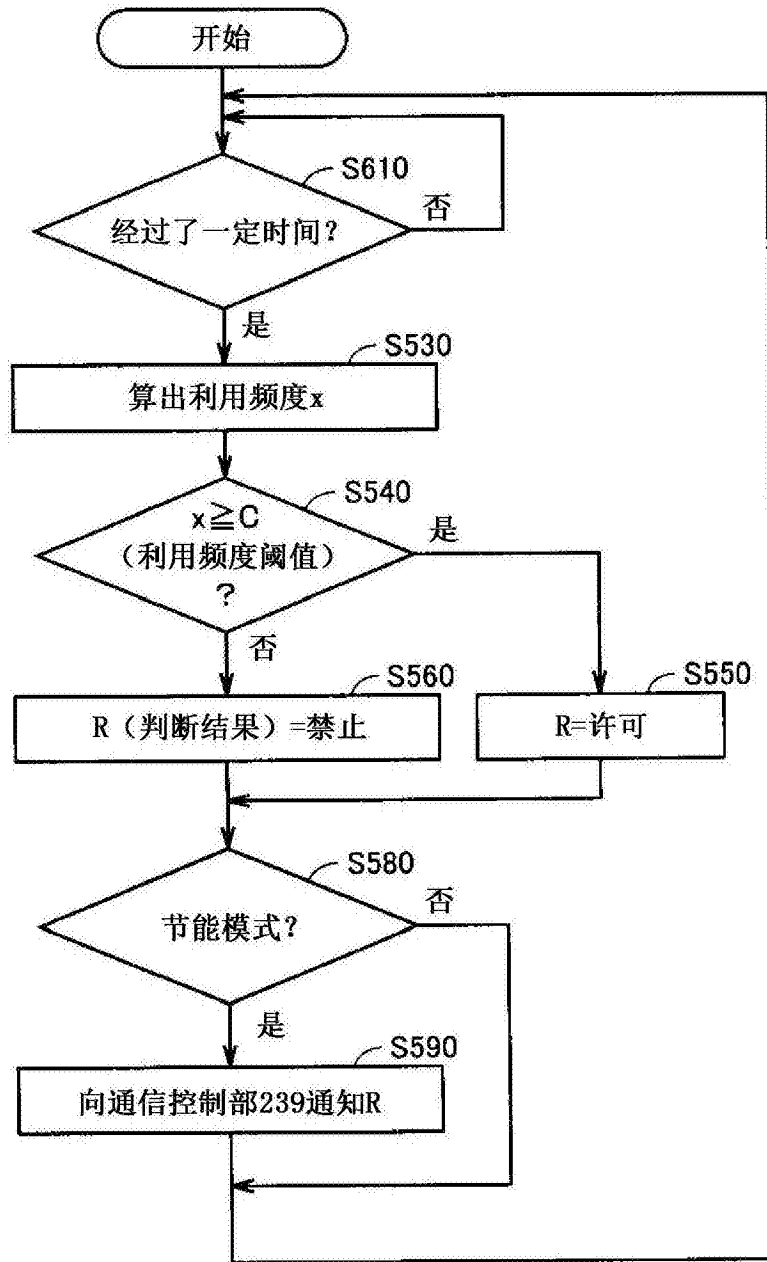 开始
S610
经过了一定时间？
否
是
S530
算出利用频度x
S540
x≧C
（利用频度阈值）
？
是
否
S560
R（判断结果）=禁止
S550
R=许可
S580
节能模式？
否
是
S590
向通信控制部239通知R